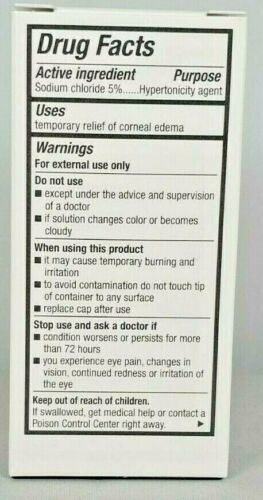 Drug Facts
Active ingredient Purpose
Sodium chloride 5%......Hypertonicity agent
Uses
temporary relief of corneal edema
Warnings
For external use only
Do not use
■ except under the advice and supervision
of a doctor
■ if solution changes color or becomes
cloudy
When using this product
■ it may cause temporary burning and
irritation
■ to avoid contamination do not touch tip
of container to any surface
■ replace cap after use
Stop use and ask a doctor if
■ condition worsens or persists for more
than 72 hours
■ you experience eye pain, changes in
vision, continued redness or irritation of
the eye
Keep out of reach of children.
If swallowed, get medical help or contact a
Poison Control Center right away. ►